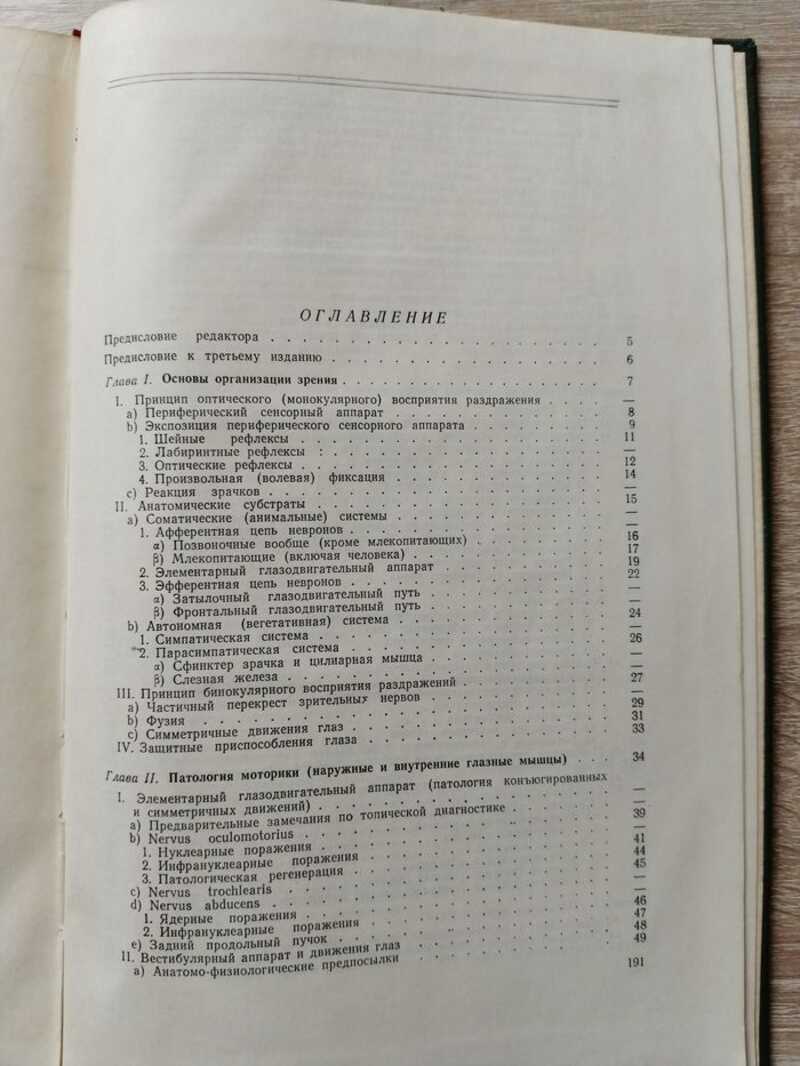 ОГЛАВЛЕНИЕ
Предисловие редактора . . . . . . . . . . . . . . . . . . 5
Предисловие к третьему изданию . . . . . . . . . . . . . . . 6
Глава I. Основы организации зрения . . . . . . . . . . . . . . 7
1. Принцип оптического (монокулярного) восприятия раздражения . . . . —
a) Периферический сенсорный аппарат . . . . . . . . . . . . 8
b) Экспозиция периферического сенсорного аппарата . . . . . . . . . 9
1. Шейные рефлексы . . . . . . . . . . . . . . . . . . 11
2. Лабиринтные рефлексы : . . . . . . . . . . . . . . . . —
3. Оптические рефлексы . . . . . . . . . . . . . . . . . 12
4. Произвольная (волевая) фиксация . . . . . . . . . . . . . 14
c) Реакция зрачков . . . . . . . . . . . . . . . . . . . —
II. Анатомические субстраты . . . . . . . . . . . . . . . . . 15
a) Соматические (анимальные) системы . . . . . . . . . . . . —
1. Афферентная цепь невронов . . . . . . . . . . . . . . . —
α) Позвоночные вообще (кроме млекопитающих) . . . . . . . . 16
β) Млекопитающие (включая человека) . . . . . . . . . . . 17
2. Элементарный глазодвигательный аппарат . . . . . . . . . . 19
3. Эфферентная цепь невронов . . . . . . . . . . . . . . . 22
α) Затылочный глазодвигательный путь . . . . . . . . . . . —
β) Фронтальный глазодвигательный путь . . . . . . . . . . . —
b) Автономная (вегетативная) система . . . . . . . . . . . . . 24
1. Симпатическая система . . . . . . . . . . . . . . . . —
2. Парасимпатическая система . . . . . . . . . . . . . . . 26
α) Сфинктер зрачка и цилиарная мышца . . . . . . . . . . . —
β) Слезная железа . . . . . . . . . . . . . . . . . . —
III. Принцип бинокулярного восприятия раздражений . . . . . . . . . 27
a) Частичный перекрест зрительных нервов . . . . . . . . . . . —
b) Фузия . . . . . . . . . . . . . . . . . . . . . . 29
c) Симметричные движения глаз . . . . . . . . . . . . . . . 31
IV. Защитные приспособления глаза . . . . . . . . . . . . . . . 33
Глава II. Патология моторики (наружные и внутренние глазные мышцы) . . . 34
1. Элементарный глазодвигательный аппарат (патология конъюгированных
и симметричных движений) . . . . . . . . . . . . . . . . —
a) Предварительные замечания по топической диагностике . . . . . . —
b) Nervus oculomotorius . . . . . . . . . . . . . . . . . 39
1. Нуклеарные поражения . . . . . . . . . . . . . . . . —
2. Инфрануклеарные поражения . . . . . . . . . . . . . . 41
3. Патологическая регенерация . . . . . . . . . . . . . . 44
c) Nervus trochlearis . . . . . . . . . . . . . . . . . . 45
d) Nervus abducens . . . . . . . . . . . . . . . . . . . —
1. Ядерные поражения . . . . . . . . . . . . . . . . . —
2. Инфрануклеарные поражения . . . . . . . . . . . . . . 46
e) Задний продольный пучок . . . . . . . . . . . . . . . . 47
II. Вестибулярный аппарат и движения глаз . . . . . . . . . . . . 48
a) Анатомо-физиологические предпосылки . . . . . . . . . . . 49
191